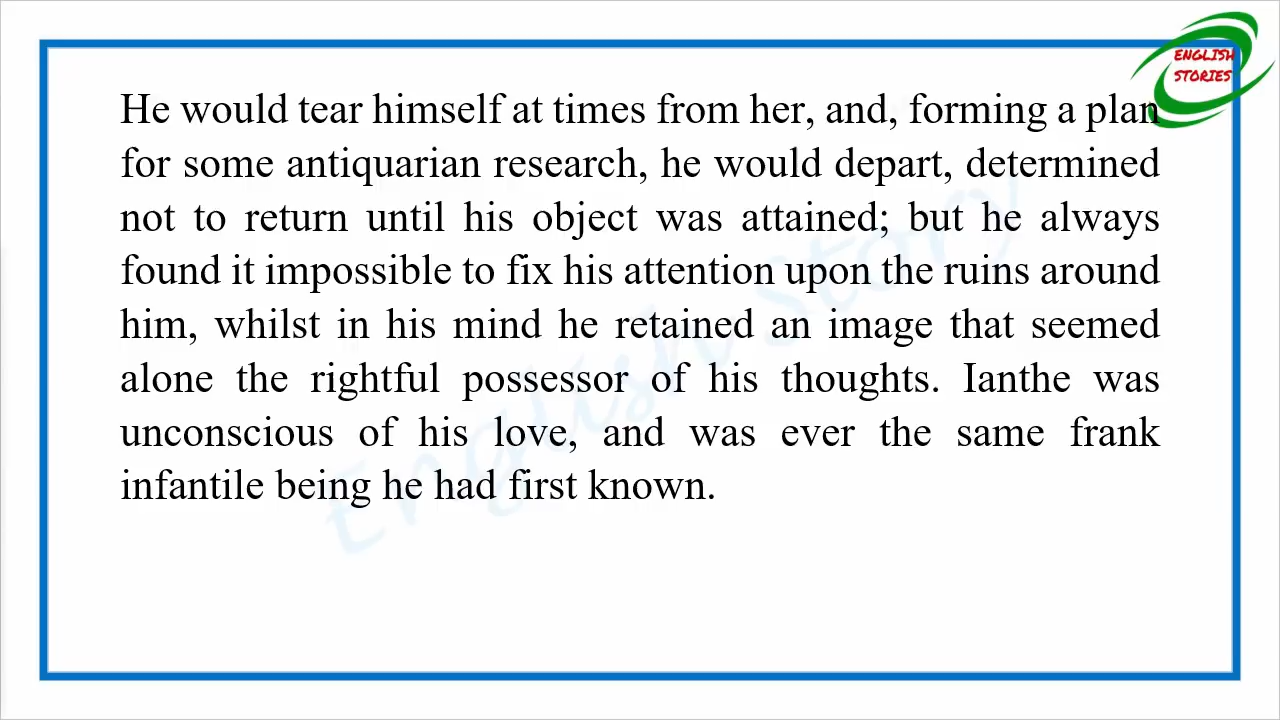 ENGLISH
STORIES
He would tear himself at times from her, and, forming a plan
for some antiquarian research, he would depart, determined
not to return until his object was attained; but he always
found it impossible to fix his attention upon the ruins around
him, whilst in his mind he retained an image that seemed
alone the rightful possessor of his thoughts. Ianthe was
unconscious of his love, and was ever the same frank
infantile being he had first known.
English Story